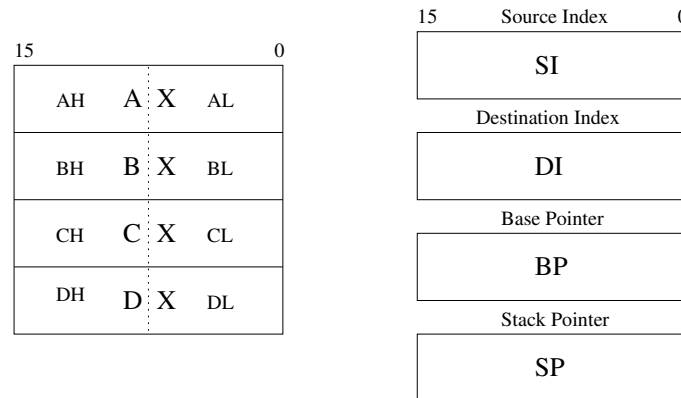 15 0
AH A X AL
BH B X BL
CH C X CL
DH D X DL
15 Source Index 0
SI
Destination Index
DI
Base Pointer
BP
Stack Pointer
SP